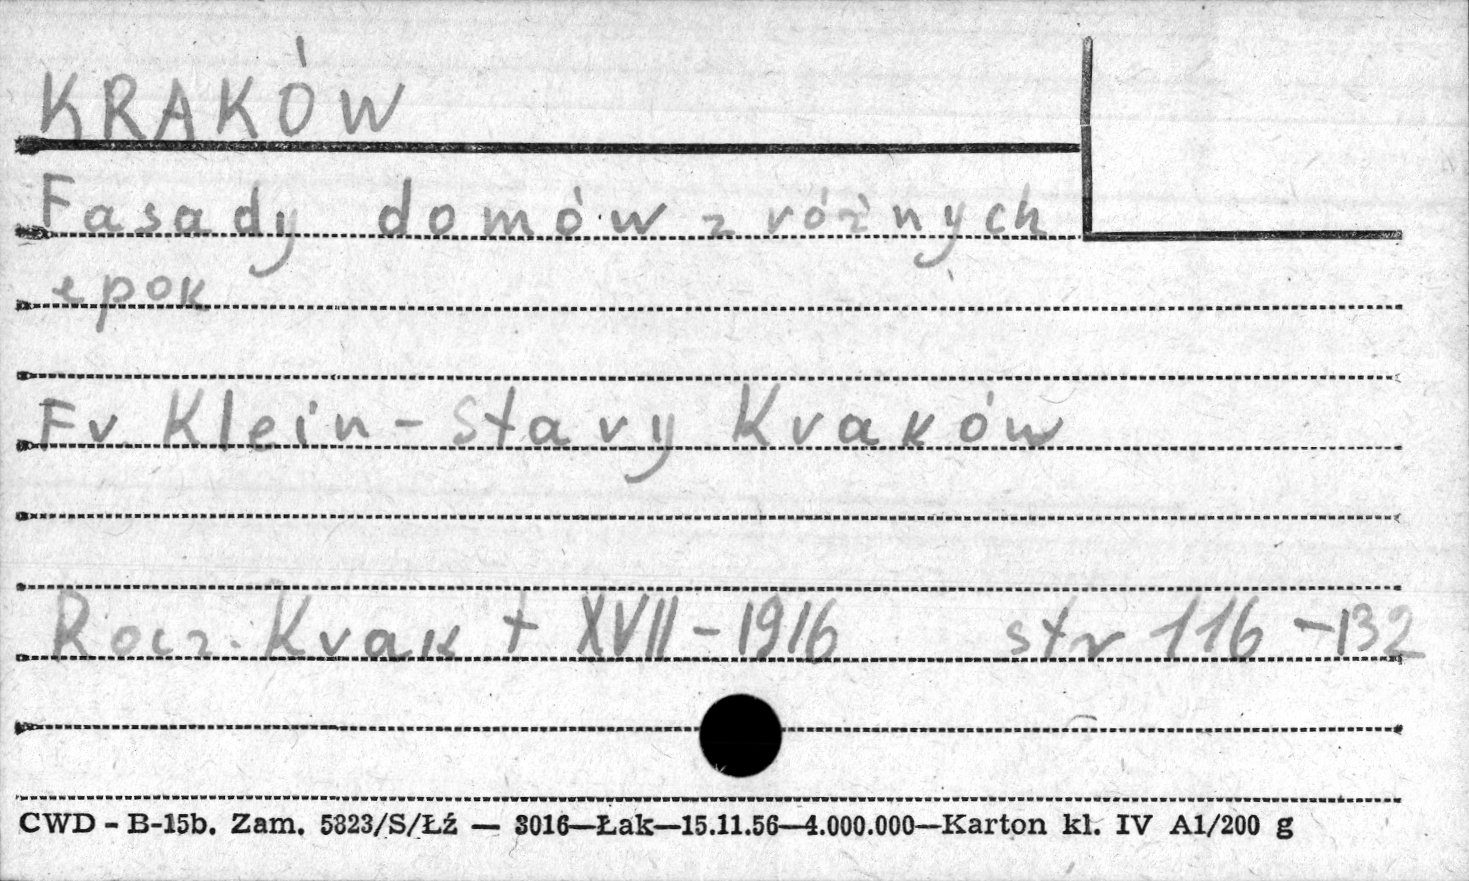 KRAKÓW
Fasady domów z różnych
epok
Fr. Klein - Stary Kraków
Rocz. Krak t XVII - 1916 str 116 - 132
CWD - B-15b. Zam. 5823/S/Łź — 3016—Łak—15.11.56—4.000.000—Karton kl. IV A1/200 g